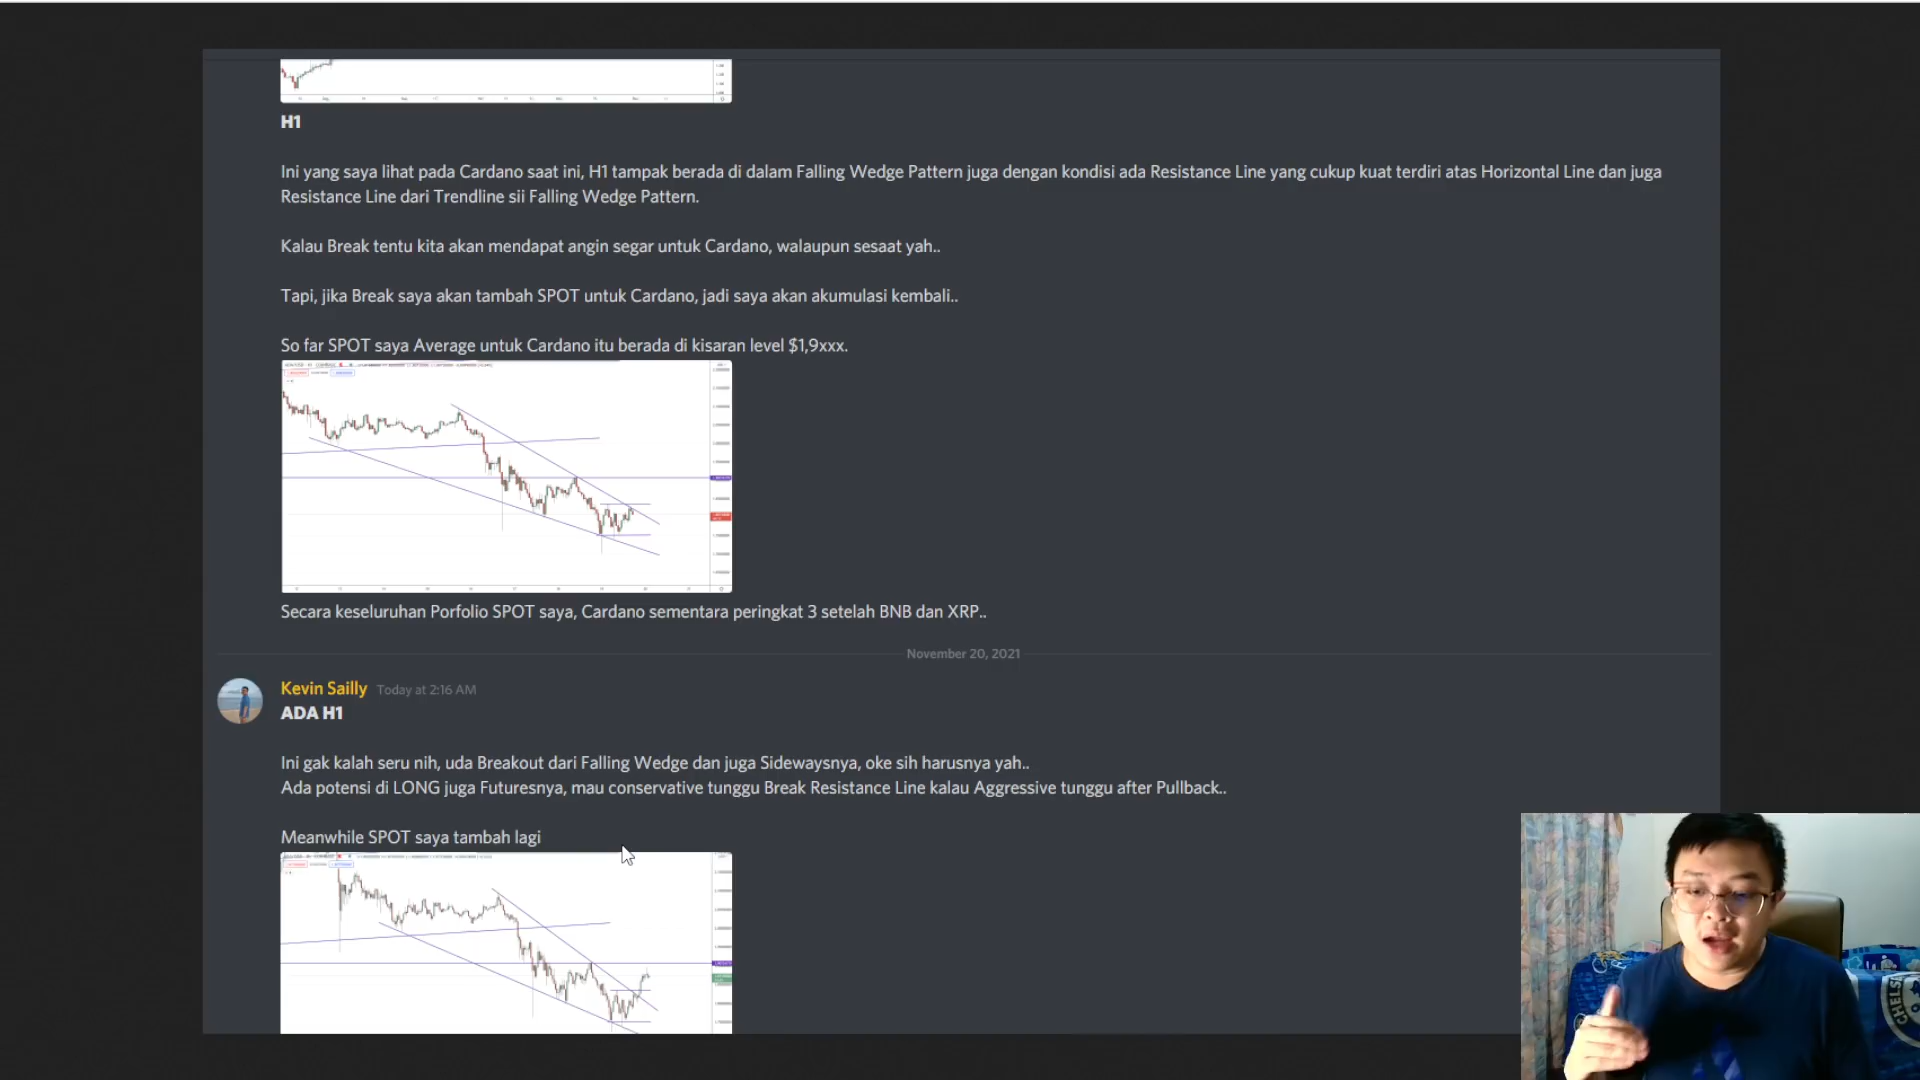 H1
Ini yang saya lihat pada Cardano saat ini, H1 tampak berada di dalam Falling Wedge Pattern juga dengan kondisi ada Resistance Line yang cukup kuat terdiri atas Horizontal Line dan juga
Resistance Line dari Trendline sii Falling Wedge Pattern.
Kalau Break tentu kita akan mendapat angin segar untuk Cardano, walaupun sesaat yah..
Tapi, jika Break saya akan tambah SPOT untuk Cardano, jadi saya akan akumulasi kembali..
So far SPOT saya Average untuk Cardano itu berada di kisaran level $1,9xxx.
Secara keseluruhan Porfolio SPOT saya, Cardano sementara peringkat 3 setelah BNB dan XRP..
November 20, 2021
Kevin Sailly Today at 2:16 AM
ADA H1
Ini gak kalah seru nih, uda Breakout dari Falling Wedge dan juga Sidewaysnya, oke sih harusnya yah..
Ada potensi di LONG juga Futuresnya, mau conservative tunggu Break Resistance Line kalau Aggressive tunggu after Pullback..
Meanwhile SPOT saya tambah lagi
CHELSE